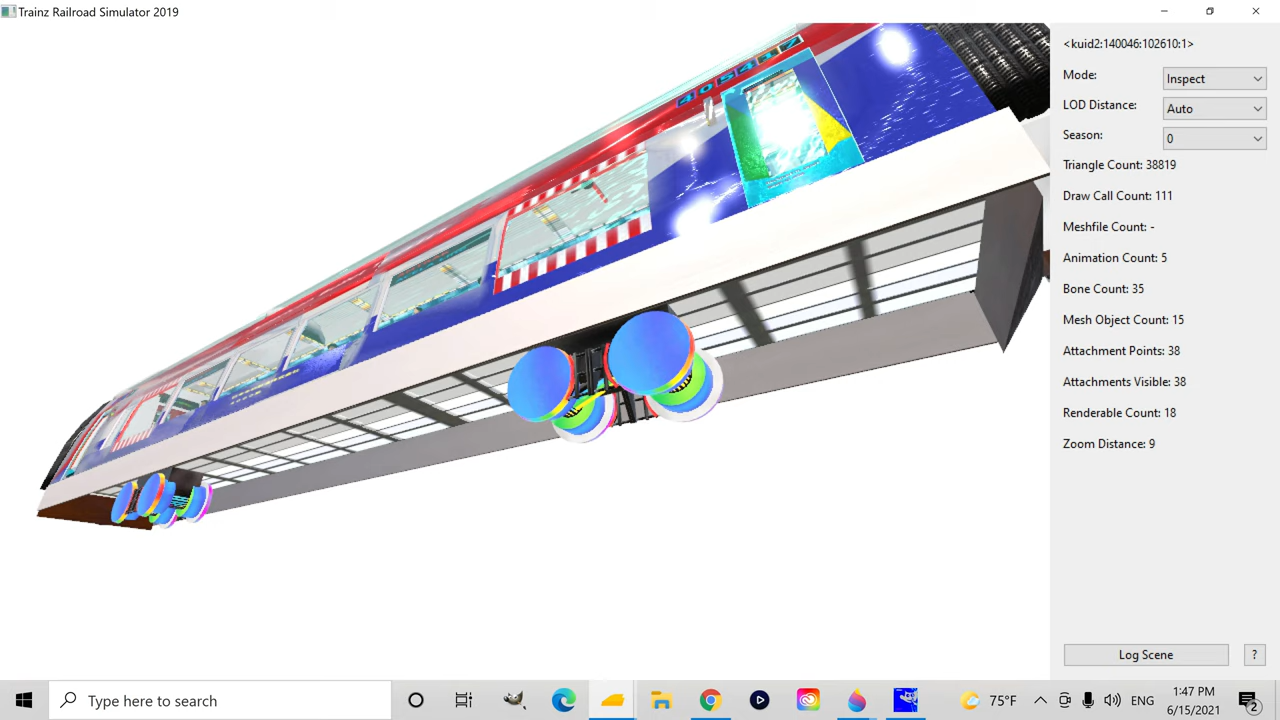 Trainz Railroad Simulator 2019
405417
<kuid2:140046:102610:1>
Mode: Inspect
LOD Distance: Auto
Season: 0
Triangle Count: 38819
Draw Call Count: 111
Meshfile Count: -
Animation Count: 5
Bone Count: 35
Mesh Object Count: 15
Attachment Points: 38
Attachments Visible: 38
Renderable Count: 18
Zoom Distance: 9
Log Scene ?
Type here to search
75°F
ENG
1:47 PM
6/15/2021
2